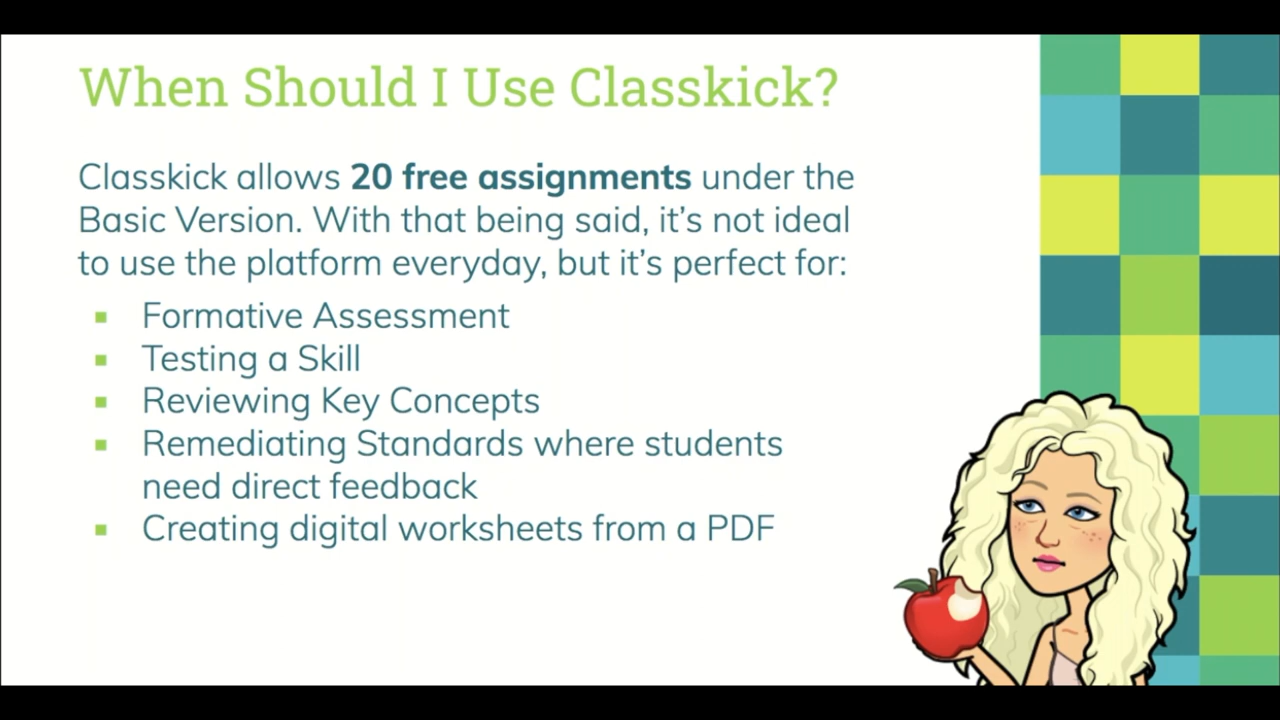 When Should I Use Classkick?
Classkick allows 20 free assignments under the
Basic Version. With that being said, it's not ideal
to use the platform everyday, but it's perfect for:
▪ Formative Assessment
▪ Testing a Skill
▪ Reviewing Key Concepts
▪ Remediating Standards where students
need direct feedback
▪ Creating digital worksheets from a PDF